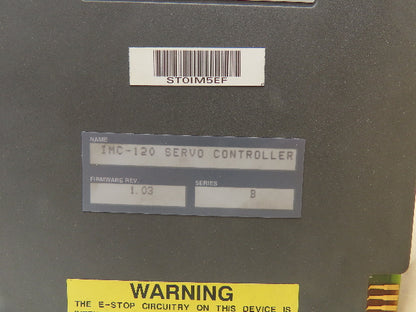 ST0IM5EF
NAME
IMC-120 SERVO CONTROLLER
FIRMWARE REV.
SERIES
1.03
B
WARNING
THE E-STOP CIRCUITRY ON THIS DEVICE IS